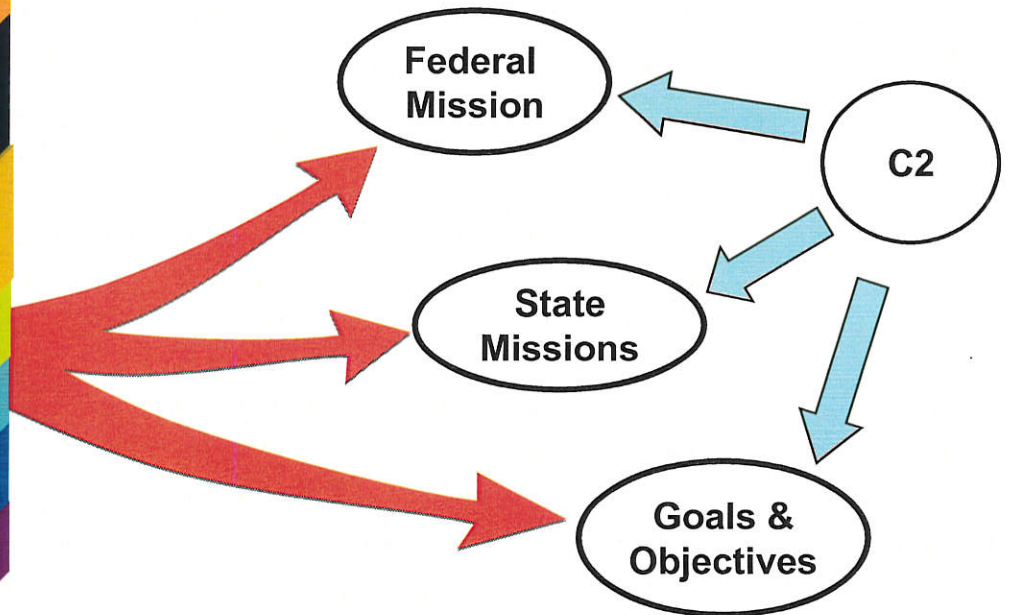 Federal
Mission
C2
State
Missions
Goals &
Objectives